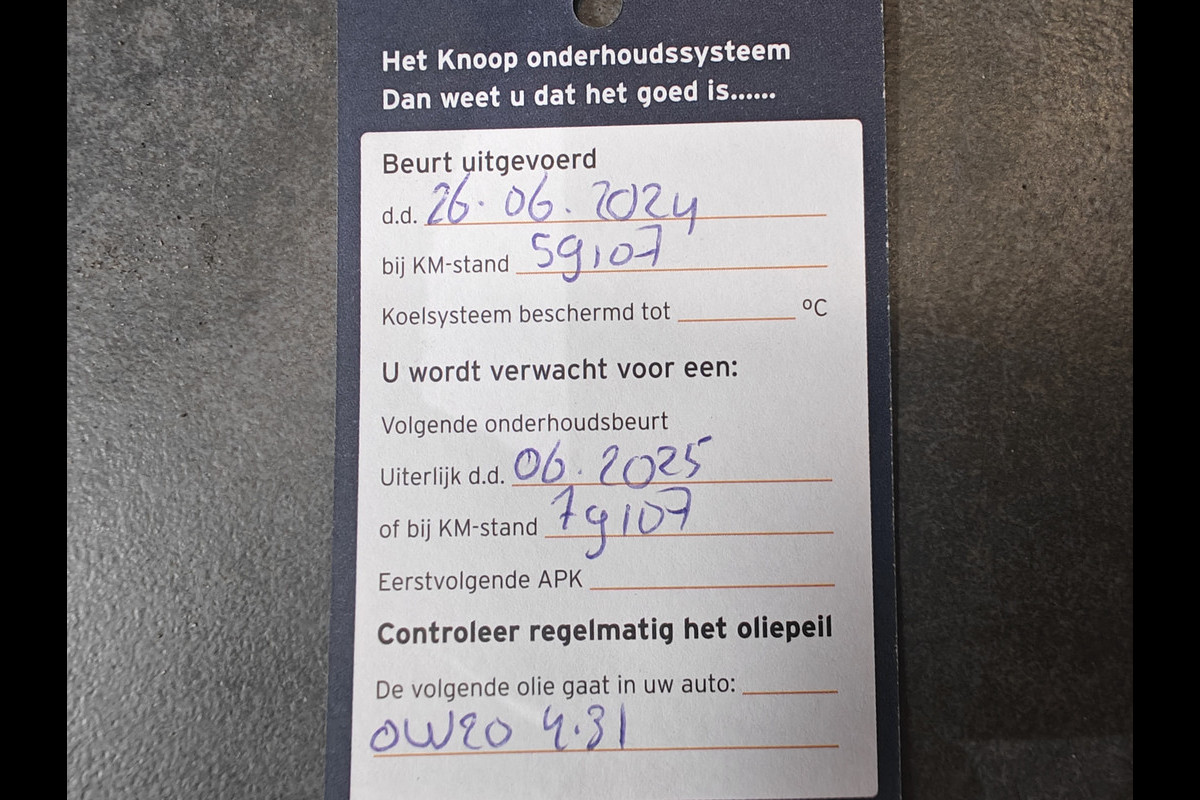 Het Knoop onderhoudssysteem
Dan weet u dat het goed is......
Beurt uitgevoerd
d.d. 26.06.2024
bij KM-stand 59107
Koelsysteem beschermd tot ºC
U wordt verwacht voor een:
Volgende onderhoudsbeurt
Uiterlijk d.d. 06.2025
of bij KM-stand 79107
Eerstvolgende APK
Controleer regelmatig het oliepeil
De volgende olie gaat in uw auto:
0W20 4.3l